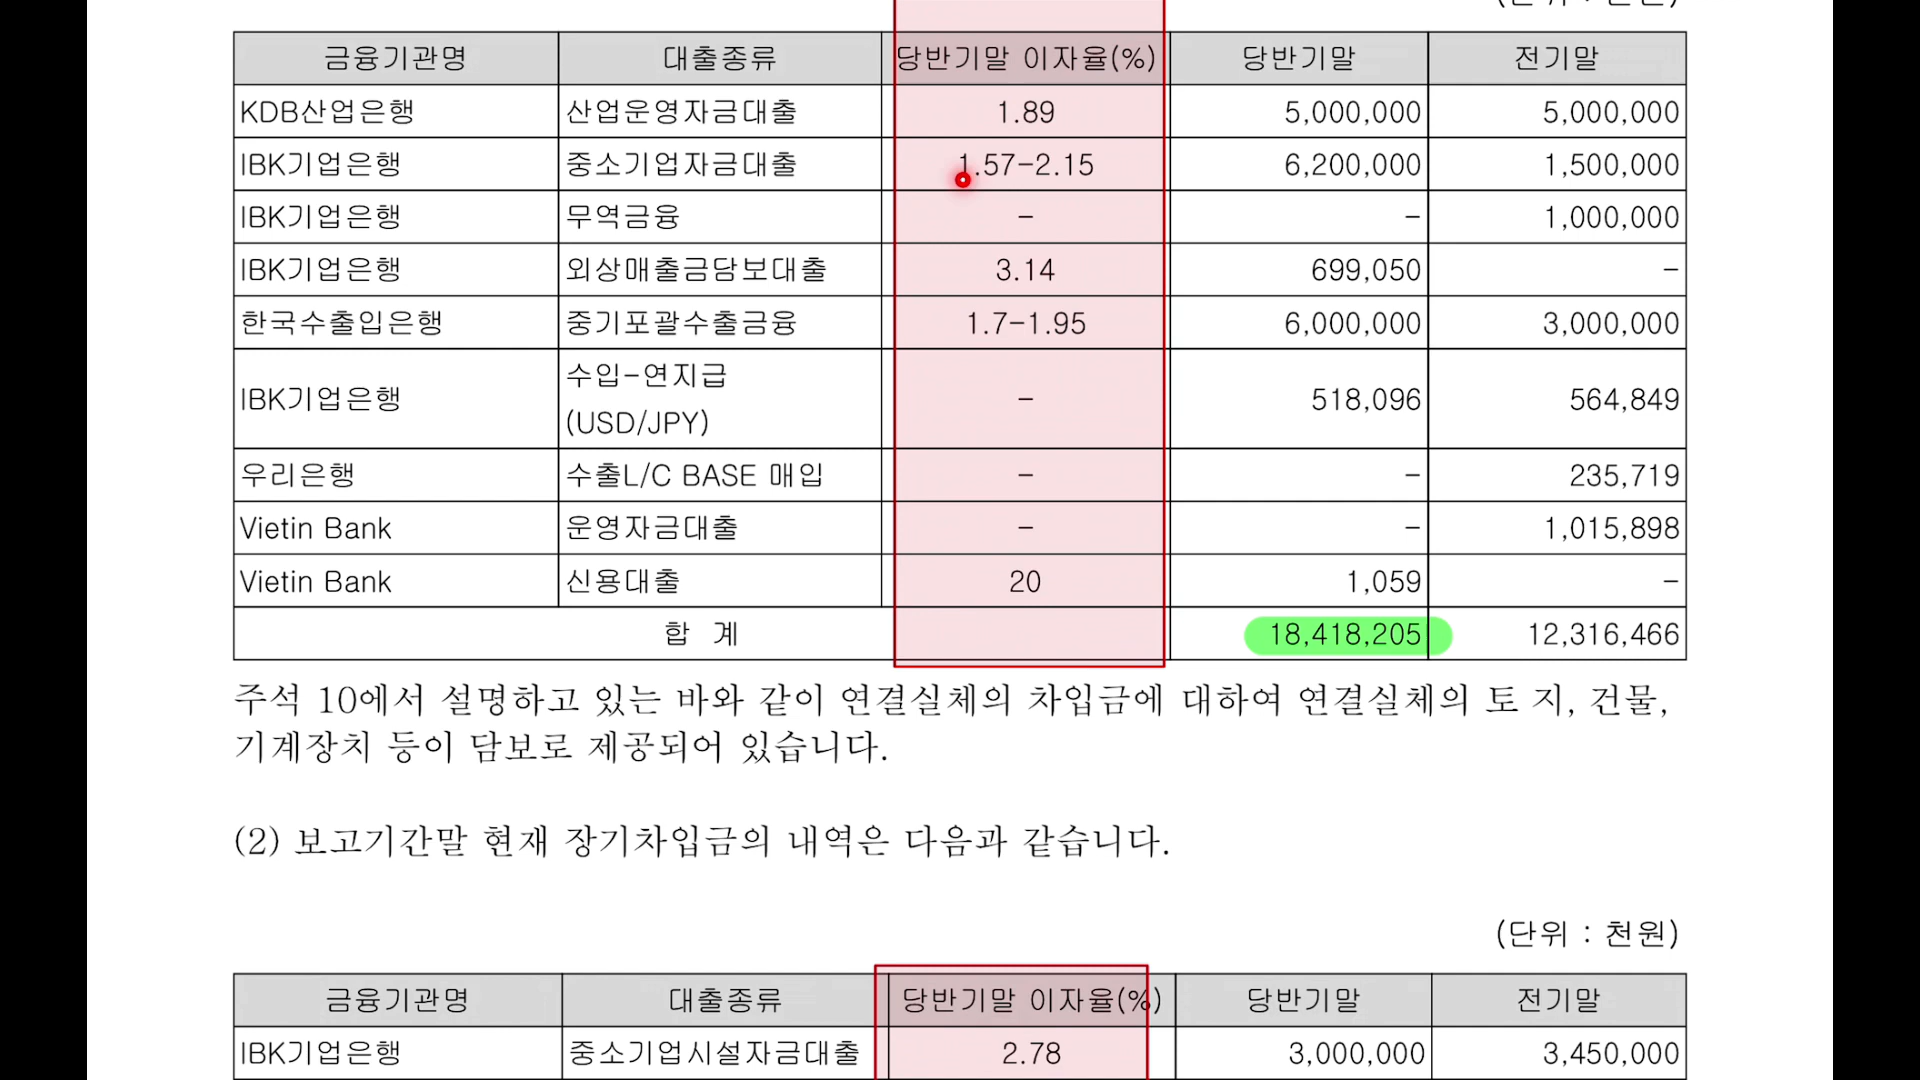 금융기관명 대출종류 당반기말 이자율(%) 당반기말 전기말
KDB산업은행 산업운영자금대출 1.89 5,000,000 5,000,000
IBK기업은행 중소기업자금대출 1.57-2.15 6,200,000 1,500,000
IBK기업은행 무역금융 - - 1,000,000
IBK기업은행 외상매출금담보대출 3.14 699,050 -
한국수출입은행 중기포괄수출금융 1.7-1.95 6,000,000 3,000,000
IBK기업은행 수입-연지급 (USD/JPY) - 518,096 564,849
우리은행 수출L/C BASE 매입 - - 235,719
Vietin Bank 운영자금대출 - - 1,015,898
Vietin Bank 신용대출 20 1,059 -
합 계 18,418,205 12,316,466
주석 10에서 설명하고 있는 바와 같이 연결실체의 차입금에 대하여 연결실체의 토 지, 건물,
기계장치 등이 담보로 제공되어 있습니다.
(2) 보고기간말 현재 장기차입금의 내역은 다음과 같습니다.
(단위 : 천원)
금융기관명 대출종류 당반기말 이자율(%) 당반기말 전기말
IBK기업은행 중소기업시설자금대출 2.78 3,000,000 3,450,000